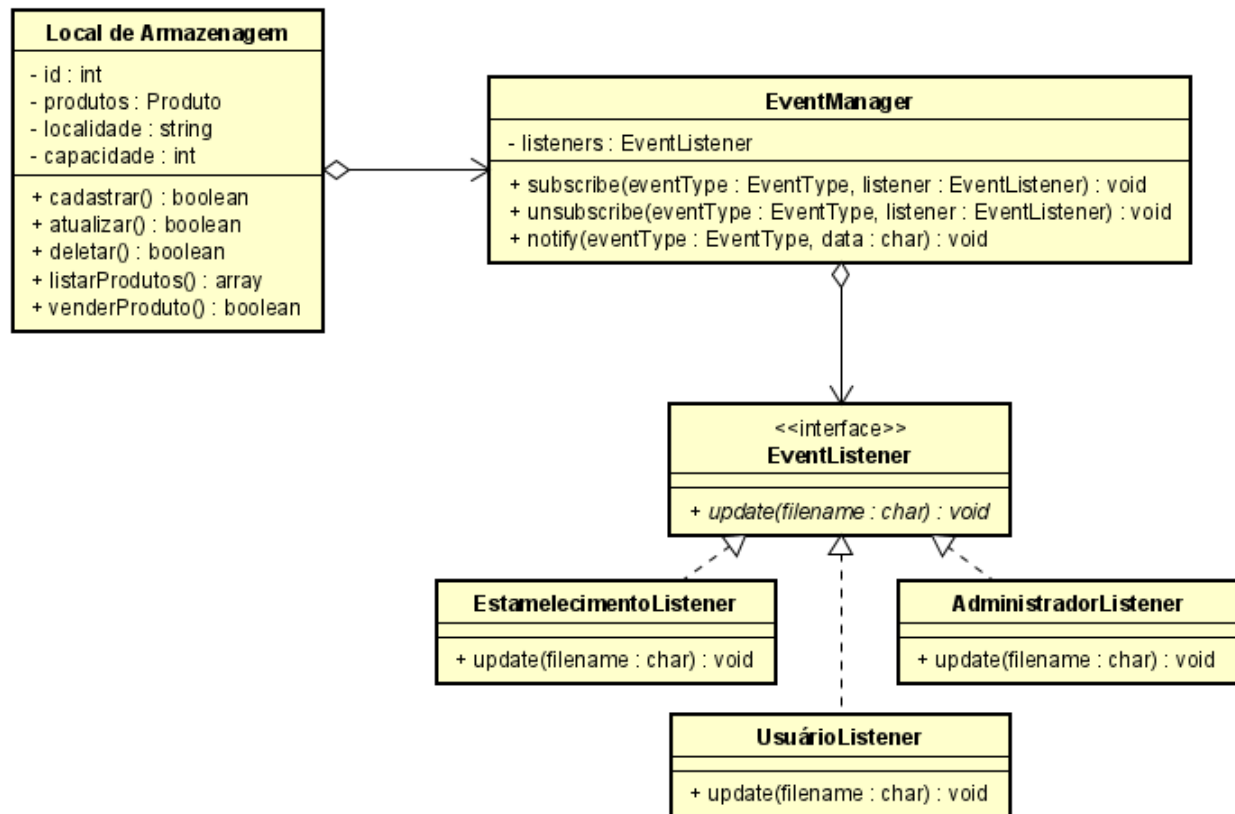 Local de Armazenagem
- id : int
- produtos : Produto
- localidade : string
- capacidade : int
+ cadastrar() : boolean
+ atualizar() : boolean
+ deletar() : boolean
+ listarProdutos() : array
+ venderProduto() : boolean
EventManager
- listeners : EventListener
+ subscribe(eventType : EventType, listener : EventListener) : void
+ unsubscribe(eventType : EventType, listener : EventListener) : void
+ notify(eventType : EventType, data : char) : void
<<interface>>
EventListener
+ update(filename : char) : void
EstamelecimentoListener
+ update(filename : char) : void
AdministradorListener
+ update(filename : char) : void
UsuárioListener
+ update(filename : char) : void